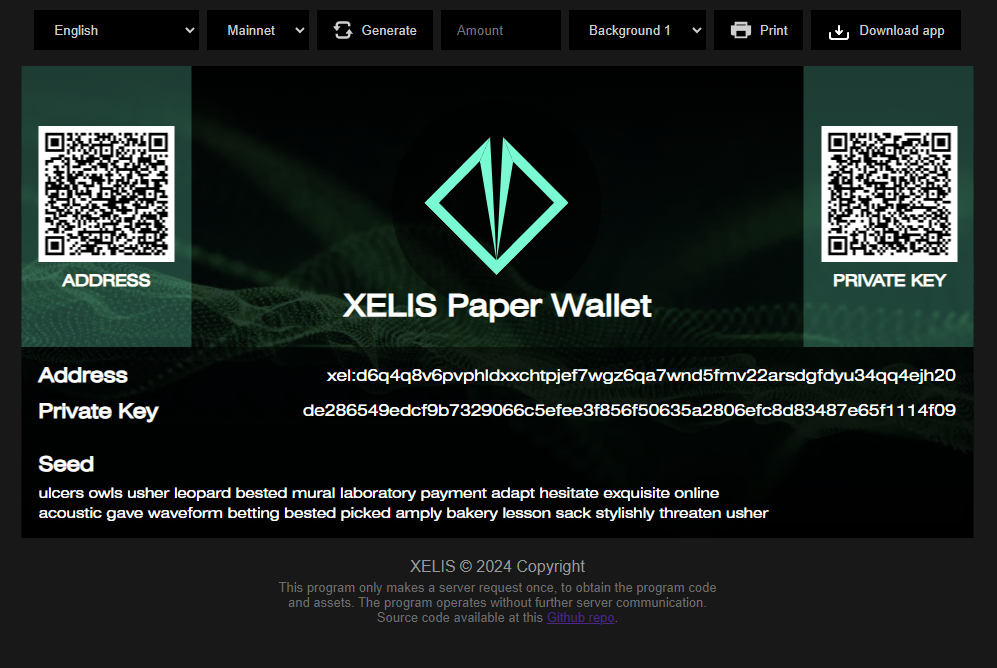 English Mainnet Generate Amount Background 1 Print Download app
ADDRESS
PRIVATE KEY
XELIS Paper Wallet
Address xel:d6q4q8v6pvphldxxchtpjef7wgz6qa7wnd5fmv22arsdgfdyu34qq4ejh20
Private Key de286549edcf9b7329066c5efee3f856f50635a2806efc8d83487e65f1114f09
Seed
ulcers owls usher leopard bested mural laboratory payment adapt hesitate exquisite online
acoustic gave waveform betting bested picked amply bakery lesson sack stylishly threaten usher
XELIS © 2024 Copyright
This program only makes a server request once, to obtain the program code
and assets. The program operates without further server communication.
Source code available at this Github repo.